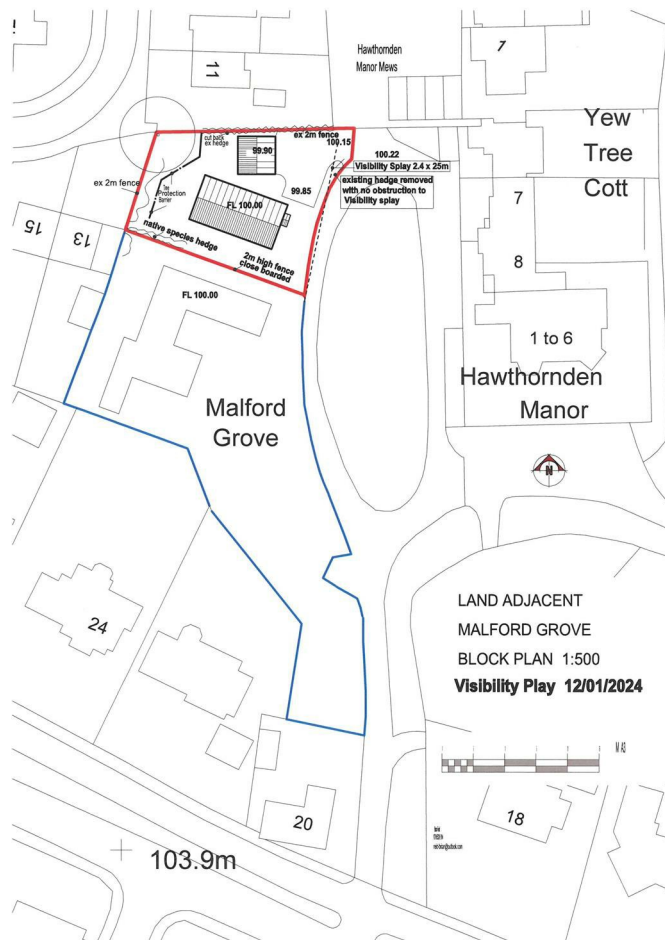 Hawthornden
Manor Mews
7
11
Yew
Tree
Cott
cut back
ex hedge
ex 2m fence
100.15
99.90
100.22
Visibility Splay 2.4 x 25m
existing hedge removed
with no obstruction to
Visibility splay
99.85
ex 2m fence
Protection
Barrier
FL 100.00
7
15
13
native species hedge
2m high fence
close boarded
8
FL 100.00
1 to 6
Hawthornden
Manor
Malford
Grove
N
24
LAND ADJACENT
MALFORD GROVE
BLOCK PLAN 1:500
Visibility Play 12/01/2024
20
18
103.9m